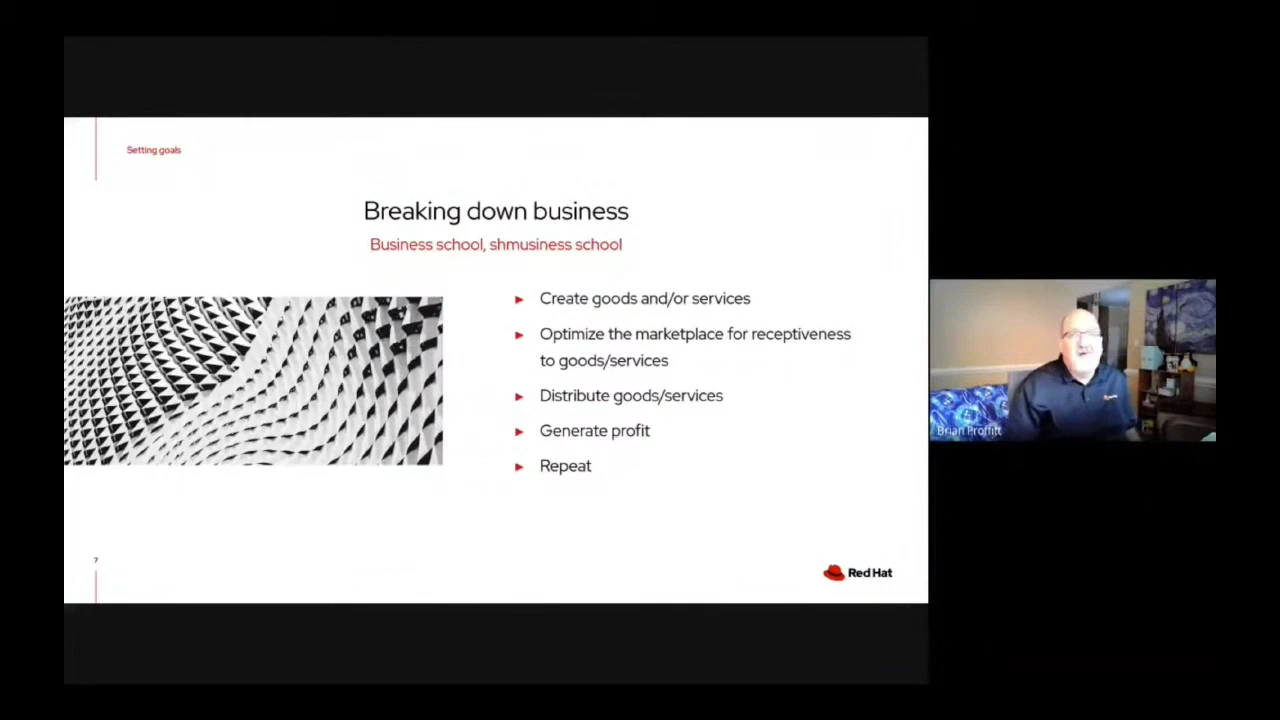 Setting goals
Breaking down business
Business school, shmusiness school
Create goods and/or services
Optimize the marketplace for receptiveness
to goods/services
Distribute goods/services
Generate profit
Repeat
Brian Proffitt
7
Red Hat